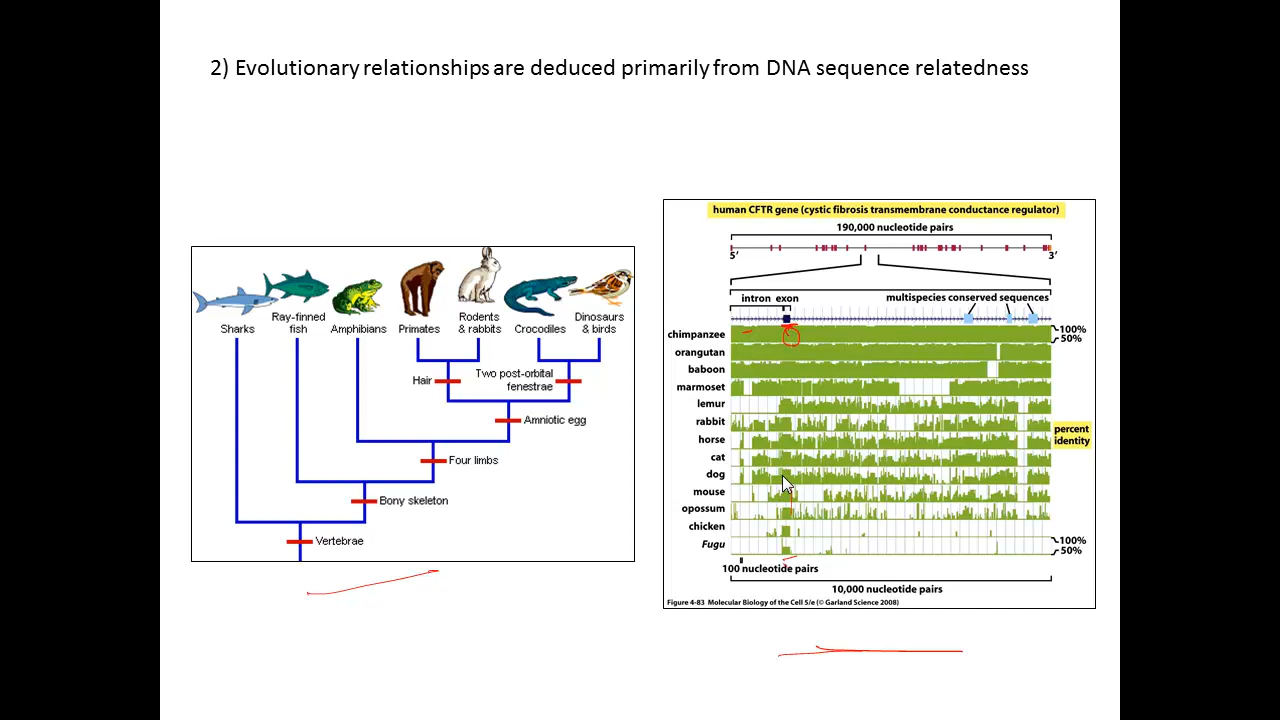 2) Evolutionary relationships are deduced primarily from DNA sequence relatedness
Sharks
Ray-finned
fish
Amphibians
Primates
Rodents
& rabbits
Crocodiles
Dinosaurs
& birds
Hair
Two post-orbital
fenestrae
Amniotic egg
Four limbs
Bony skeleton
Vertebrae
human CFTR gene (cystic fibrosis transmembrane conductance regulator)
190,000 nucleotide pairs
5′
3′
intron exon
multispecies conserved sequences
chimpanzee
100%
50%
orangutan
baboon
marmoset
lemur
rabbit
horse
cat
dog
mouse
opossum
chicken
Fugu
percent
identity
100%
50%
100 nucleotide pairs
10,000 nucleotide pairs
Figure 4-83 Molecular Biology of the Cell 5/e (© Garland Science 2008)